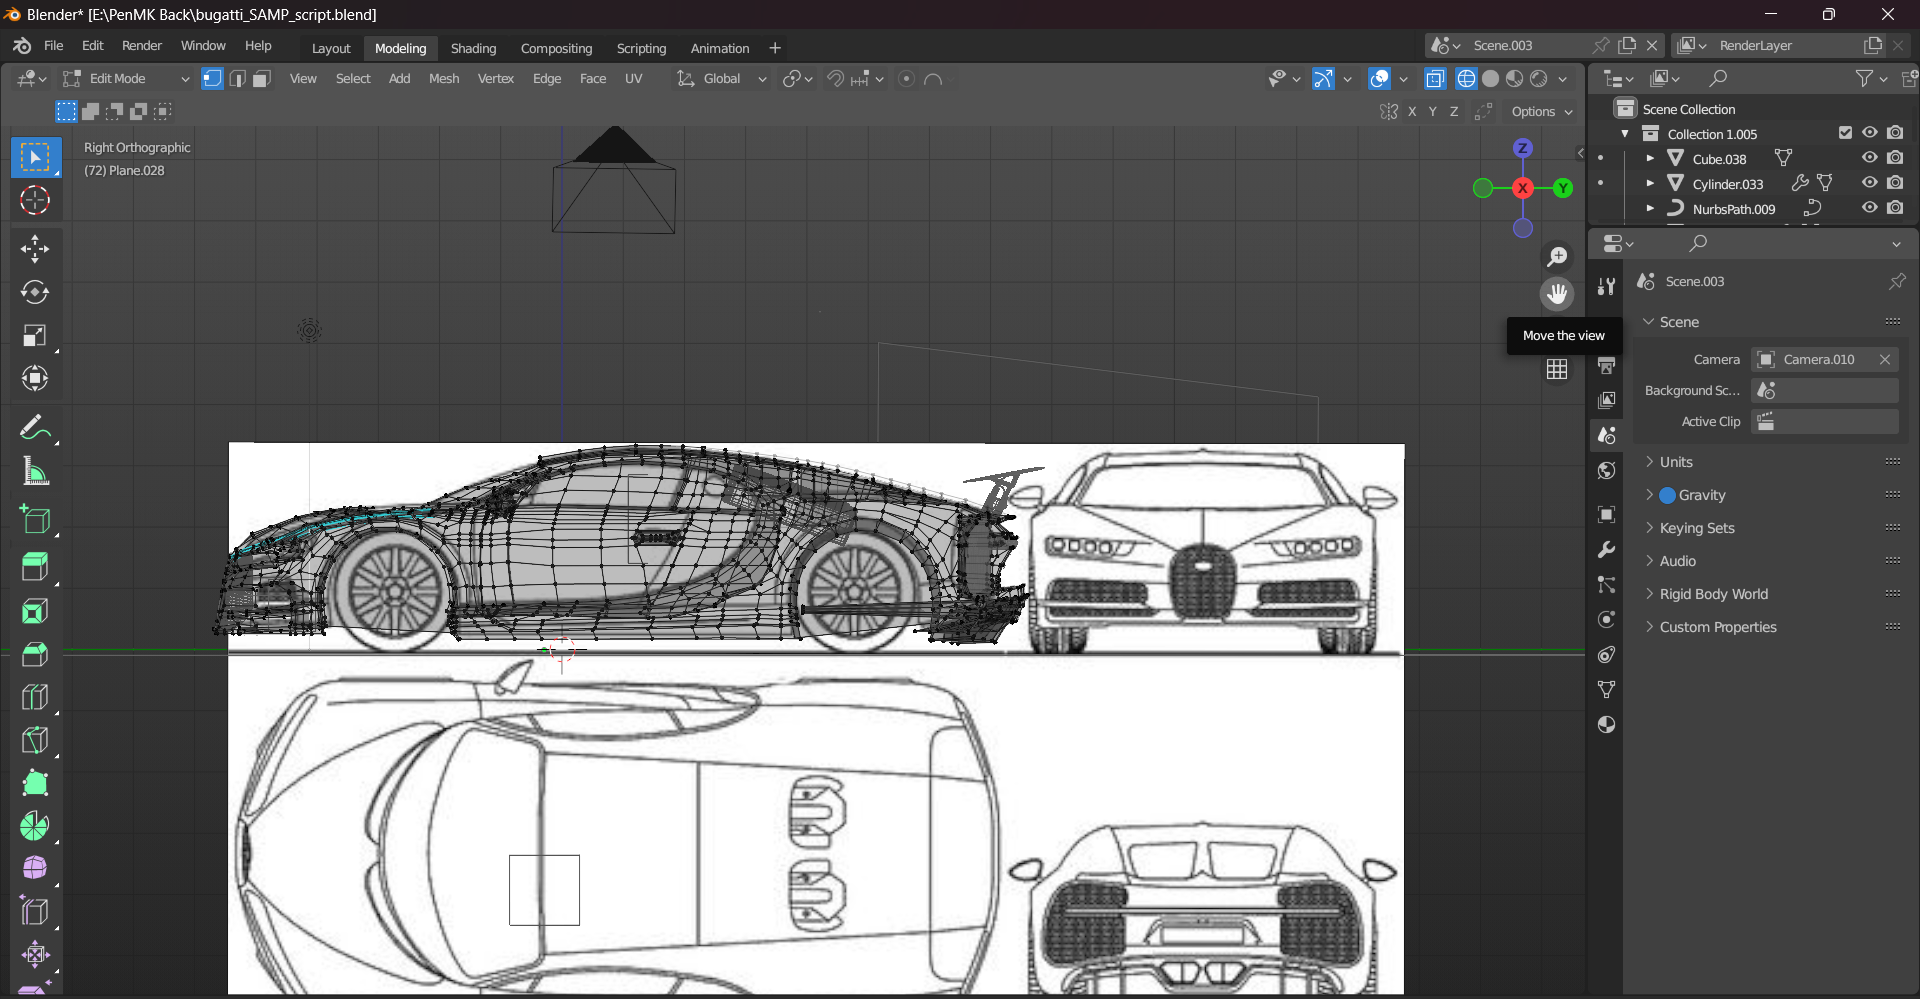 Blender* [E:\PenMK Back\bugatti_SAMP_script.blend]
File Edit Render Window Help Layout Modeling Shading Compositing Scripting Animation + Scene.003 RenderLayer
Edit Mode View Select Add Mesh Vertex Edge Face UV Global
X Y Z Options
Scene Collection
Collection 1.005
Cube.038
Cylinder.033
NurbsPath.009
Right Orthographic
(72) Plane.028
Z
X
Y
Move the view
Scene.003
Scene
Camera Camera.010
Background Sc...
Active Clip
Units
Gravity
Keying Sets
Audio
Rigid Body World
Custom Properties